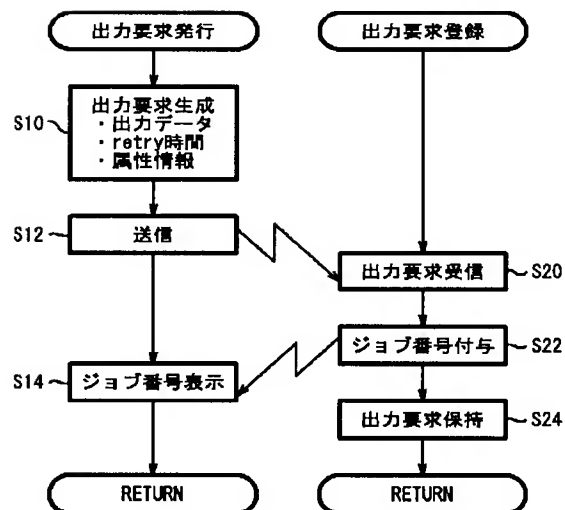 出力要求発行
出力要求登録
S10
出力要求生成
・出力データ
・retry時間
・属性情報
S12
送信
出力要求受信
S20
ジョブ番号付与
S22
S14
ジョブ番号表示
出力要求保持
S24
RETURN
RETURN